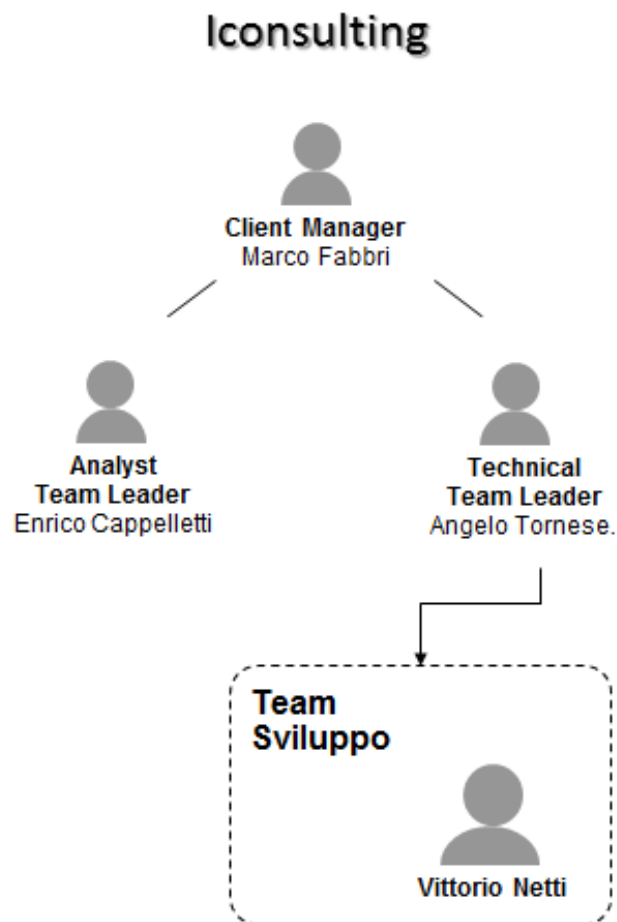 Iconsulting
Client Manager
Marco Fabbri
Analyst
Team Leader
Enrico Cappelletti
Technical
Team Leader
Angelo Tornese.
Team
Sviluppo
Vittorio Netti